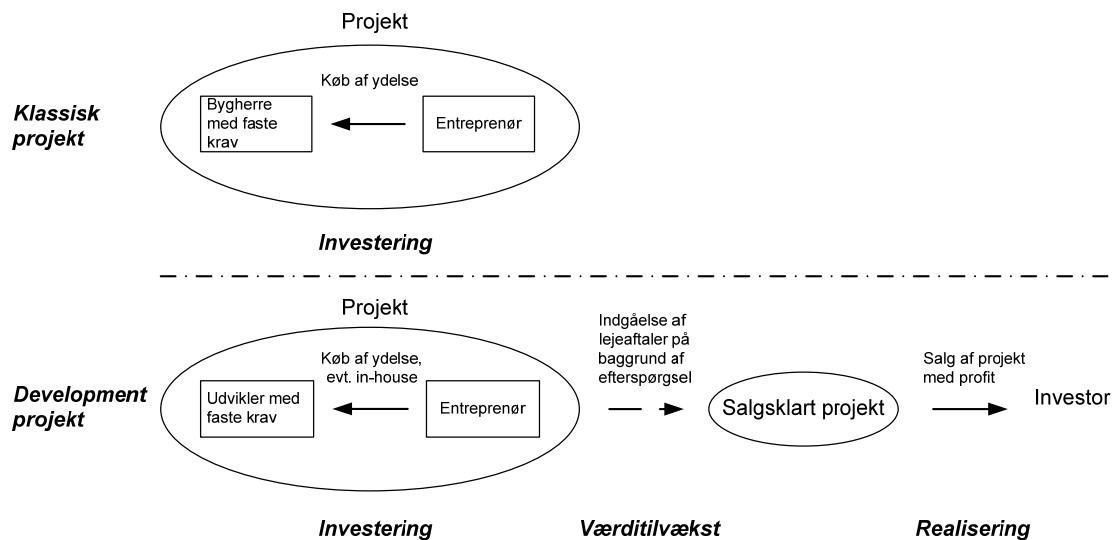 Projekt
Klassisk
projekt
Køb af ydelse
Bygherre
med faste
krav
Entreprenør
Investering
Projekt
Development
projekt
Køb af ydelse,
evt. in-house
Udvikler med
faste krav
Entreprenør
Indgåelse af
lejeaftaler på
baggrund af
efterspørgsel
Salgsklart projekt
Salg af projekt
med profit
Investor
Investering
Værditilvækst
Realisering